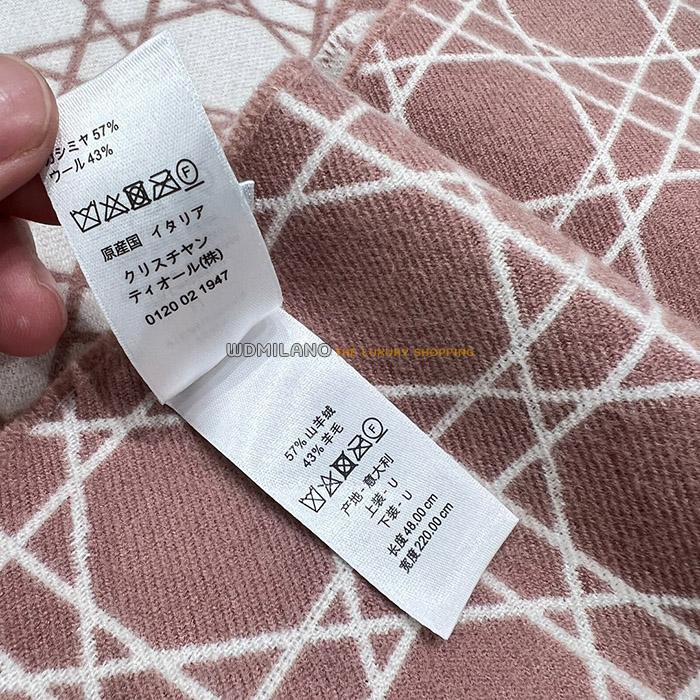 カシミヤ 57%
ウール 43%
F
原産国 イタリア
クリスチャン
ディオール(株)
0120 02 1947
WDMILANO THE LUXURY SHOPPING
57% 山羊绒
43% 羊毛
F
产地 - 意大利
上装 - U
下装 - U
长度 48.00 cm
宽度 220.00 cm